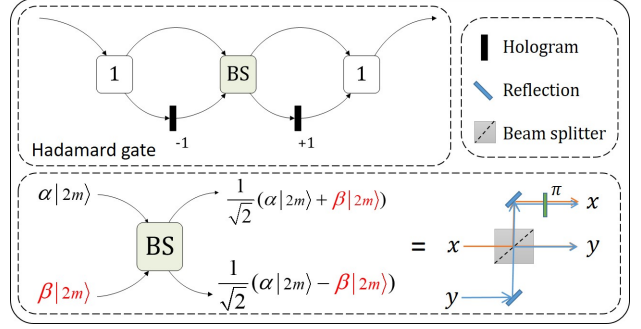 1
BS
1
-1
+1
Hadamard gate
Hologram
Reflection
Beam splitter
α|2m⟩
1/√2(α|2m⟩+β|2m⟩)
BS
β|2m⟩
1/√2(α|2m⟩−β|2m⟩)
=
π
x
x
y
y